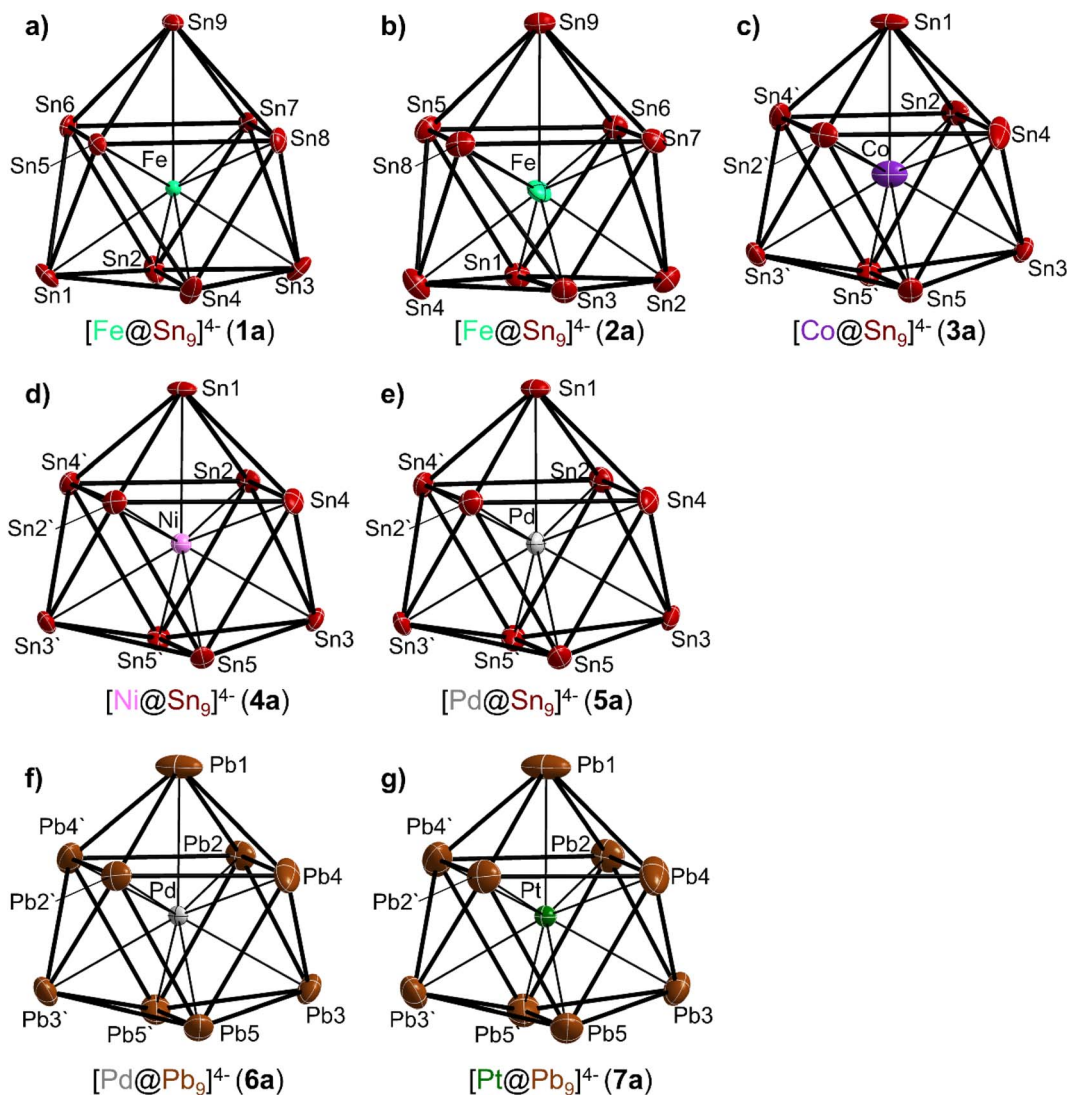 a)
Sn9
Sn6
Sn7
Sn5
Fe
Sn8
Sn2
Sn1
Sn4
Sn3
[Fe@Sn9]4- (1a)
b)
Sn9
Sn5
Sn6
Sn8
Fe
Sn7
Sn1
Sn4
Sn3
Sn2
[Fe@Sn9]4- (2a)
c)
Sn1
Sn4`
Sn2
Sn4
Co
Sn2`
Sn3`
Sn3
Sn5`
Sn5
[Co@Sn9]4- (3a)
d)
Sn1
Sn4`
Sn2
Sn4
Sn2`
Ni
Sn3`
Sn5`
Sn5
Sn3
[Ni@Sn9]4- (4a)
e)
Sn1
Sn4`
Sn2
Sn4
Sn2`
Pd
Sn3`
Sn5`
Sn5
Sn3
[Pd@Sn9]4- (5a)
f)
Pb1
Pb4`
Pb2
Pb4
Pb2`
Pd
Pb3`
Pb5`
Pb5
Pb3
[Pd@Pb9]4- (6a)
g)
Pb1
Pb4`
Pb2
Pb4
Pb2`
Pt
Pb3`
Pb5`
Pb5
Pb3
[Pt@Pb9]4- (7a)